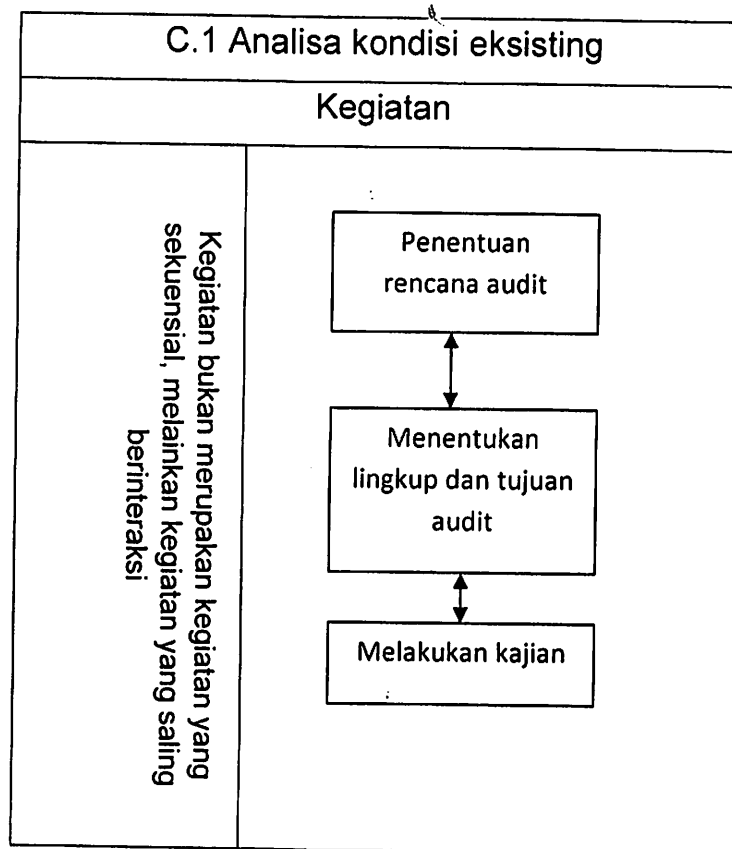 C.1 Analisa kondisi eksisting
Kegiatan
Kegiatan bukan merupakan kegiatan yang
sekuensial, melainkan kegiatan yang saling
berinteraksi
Penentuan
rencana audit
Menentukan
lingkup dan tujuan
audit
Melakukan kajian